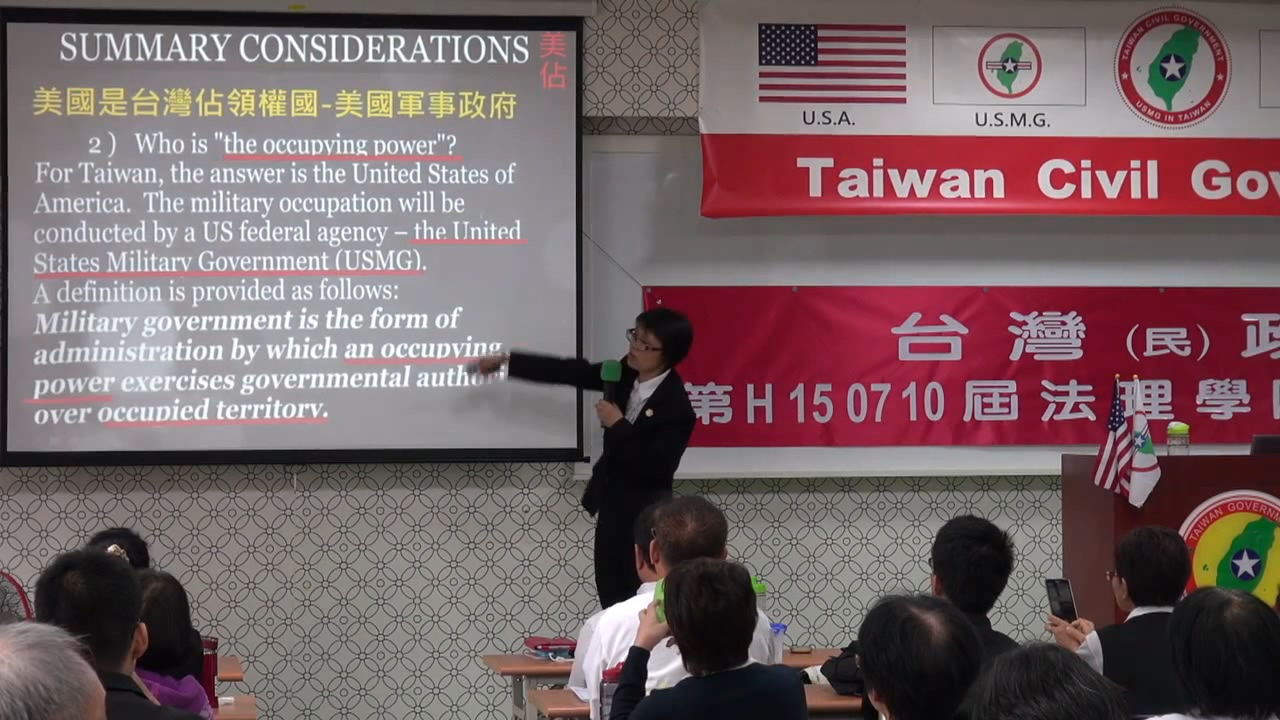 SUMMARY CONSIDERATIONS
美佔
美國是台灣佔領權國-美國軍事政府
2 ) Who is "the occupying power"?
For Taiwan, the answer is the United States of
America. The military occupation will be
conducted by a US federal agency – the United
States Military Government (USMG).
A definition is provided as follows:
Military government is the form of
administration by which an occupying
power exercises governmental autho
over occupied territory.
U.S.A.
U.S.M.G.
TAIWAN CIVIL GOVERNMENT
USMG IN TAIWAN
Taiwan Civil Gov
台灣(民)政
第H 15 07 10 屆法理學
TAIWAN GOVERNM